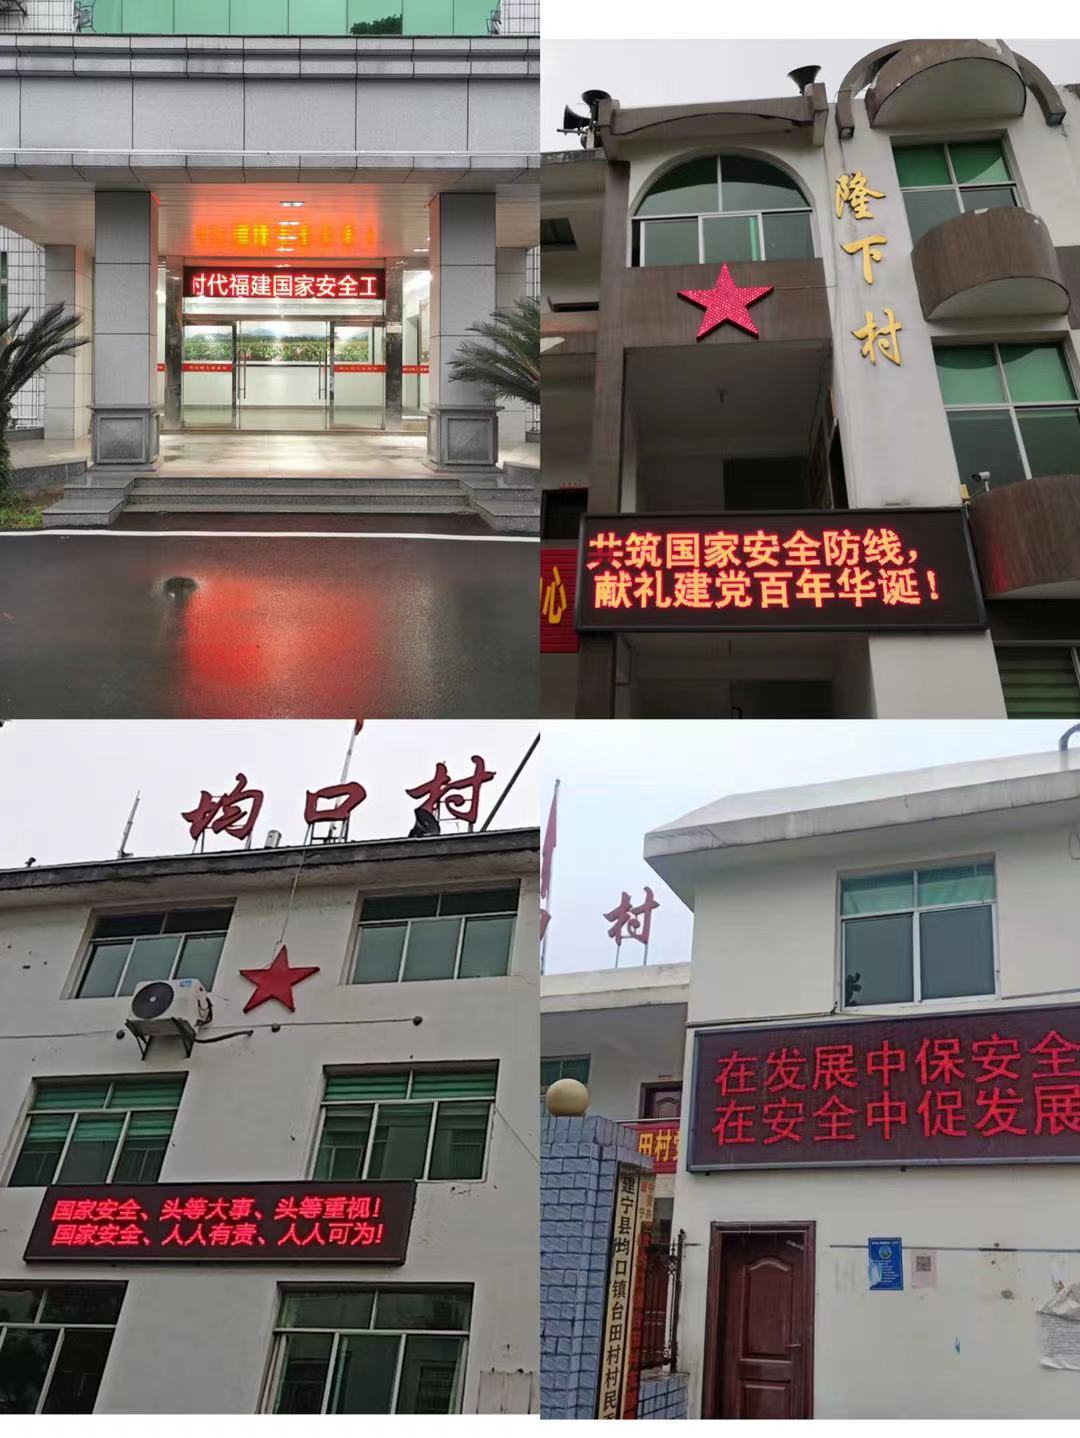 时代福建国家安全工
隆下村
共筑国家安全防线，
献礼建党百年华诞！
心
均口村
国家安全、头等大事、头等重视！
国家安全、人人有责、人人可为！
村
在发展中保安全
在安全中促发展
田村
建宁县均口镇台田村村民